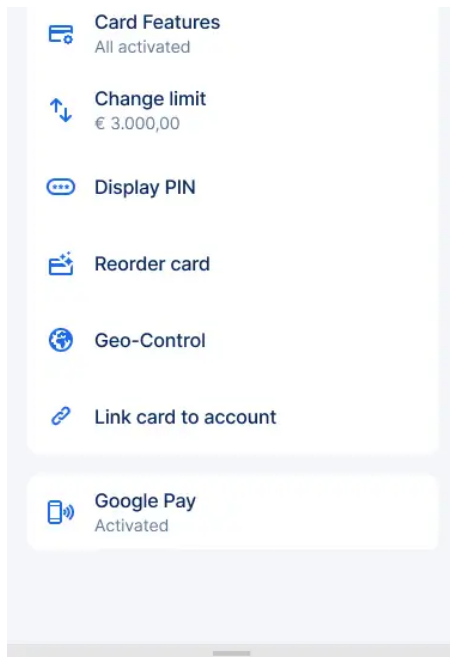 Card Features
All activated
Change limit
€ 3.000,00
Display PIN
Reorder card
Geo-Control
Link card to account
Google Pay
Activated